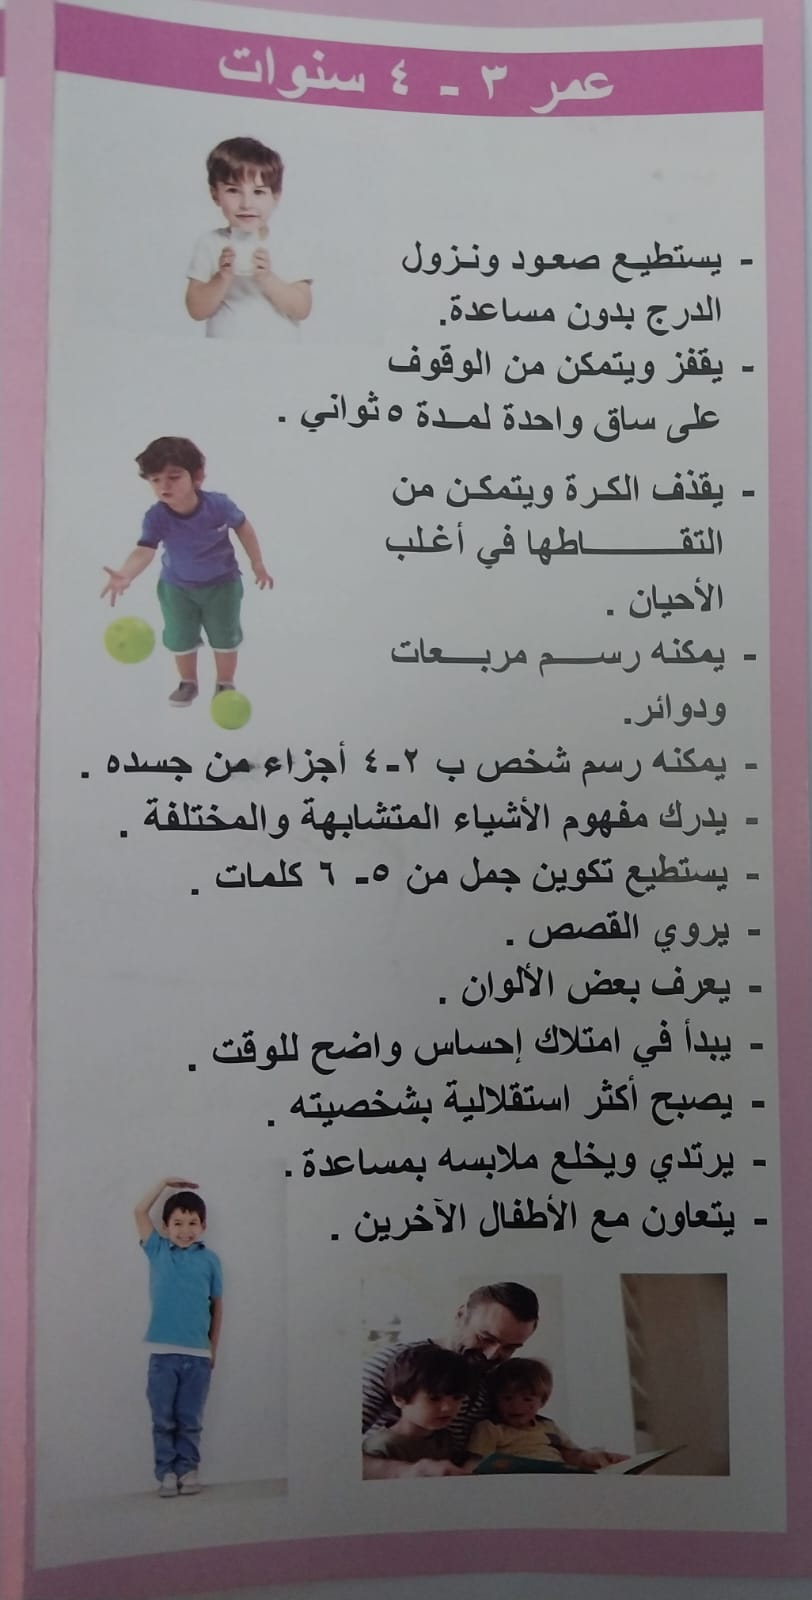 عمر ٣ - ٤ سنوات
- يستطيع صعود ونزول
الدرج بدون مساعدة.
- يقفز ويتمكن من الوقوف
على ساق واحدة لمدة ٥ ثواني .
- يقذف الكرة ويتمكن من
التقاطها في أغلب
الأحيان .
- يمكنه رسم مربعات
ودوائر.
- يمكنه رسم شخص ب ٢-٤ أجزاء من جسده .
- يدرك مفهوم الأشياء المتشابهة والمختلفة .
- يستطيع تكوين جمل من ٥- ٦ كلمات .
- يروي القصص .
- يعرف بعض الألوان .
- يبدأ في امتلاك إحساس واضح للوقت .
- يصبح أكثر استقلالية بشخصيته .
- يرتدي ويخلع ملابسه بمساعدة .
- يتعاون مع الأطفال الآخرين .